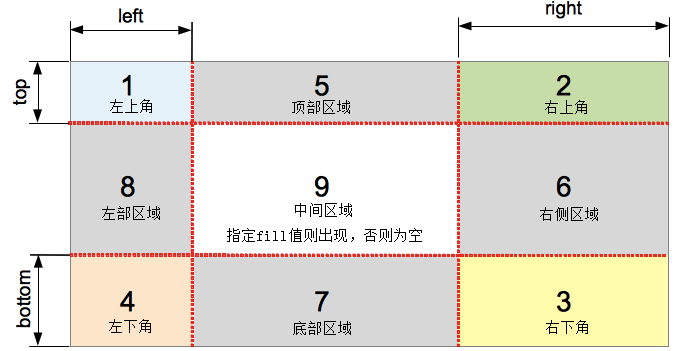 left
right
top
1
左上角
5
顶部区域
2
右上角
8
左部区域
9
中间区域
指定fill值则出现，否则为空
6
右侧区域
bottom
4
左下角
7
底部区域
3
右下角